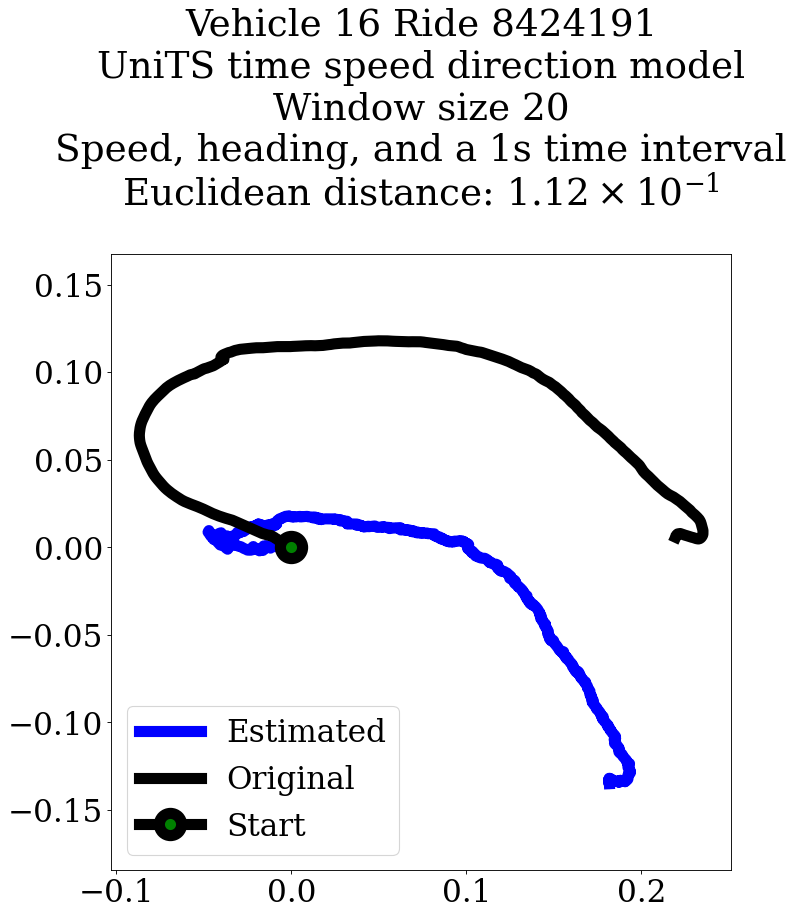 Vehicle 16 Ride 8424191
UniTS time speed direction model
Window size 20
Speed, heading, and a 1s time interval
Euclidean distance: 1.12 × 10⁻¹
0.15
0.10
0.05
0.00
−0.05
−0.10
−0.15
Estimated
Original
Start
−0.1
0.0
0.1
0.2